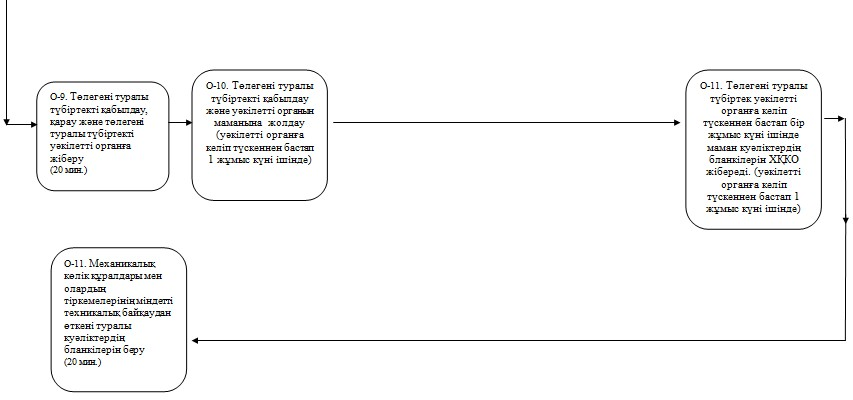 О-9. Төлегені туралы
түбіртекті қабылдау,
қарау және төлегені
туралы түбіртекті
уәкілетті органға
жіберу
(20 мин.)
О-10. Төлегені туралы
түбіртекті қабылдау
және уәкілетті орғанын
маманына жолдау
(уәкілетті органға
келіп түскеннен бастап
1 жұмыс күні ішінде)
О-11. Төлегені туралы
түбіртек уәкілетті
органға келіп
түскеннен бастап бір
жұмыс күні ішінде
маман куәліктердің
бланкілерін ХҚКО
жібереді. (уәкілетті
органға келіп
түскеннен бастап 1
жұмыс күні ішінде)
О-11. Механикалық
көлік құралдары мен
олардың
тіркемелерінің міндетті
техникалық байқаудан
өткені туралы
куәліктердің
бланкілерін беру
(20 мин.)